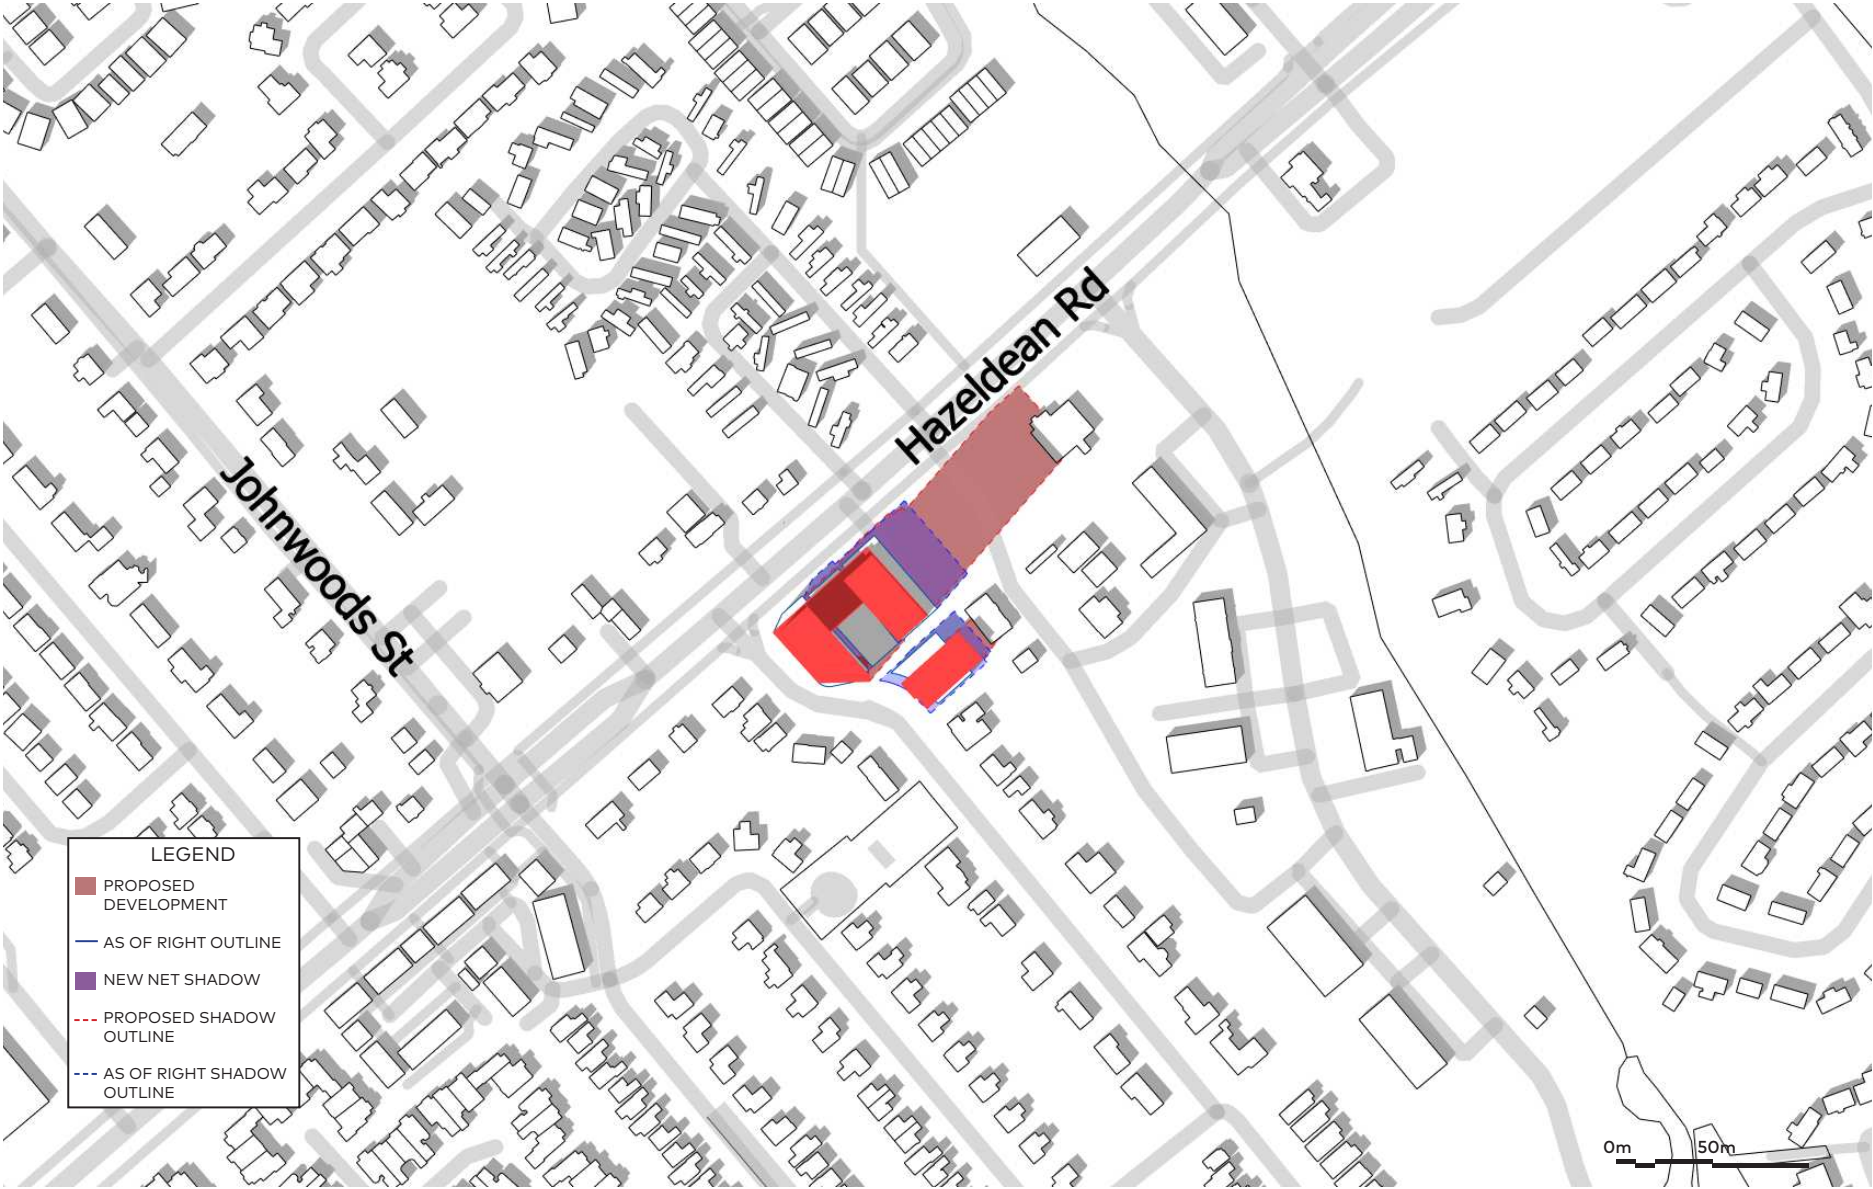 Hazeldean Rd
Johnwoods St
LEGEND
PROPOSED
DEVELOPMENT
AS OF RIGHT OUTLINE
NEW NET SHADOW
PROPOSED SHADOW
OUTLINE
AS OF RIGHT SHADOW
OUTLINE
0m 50m